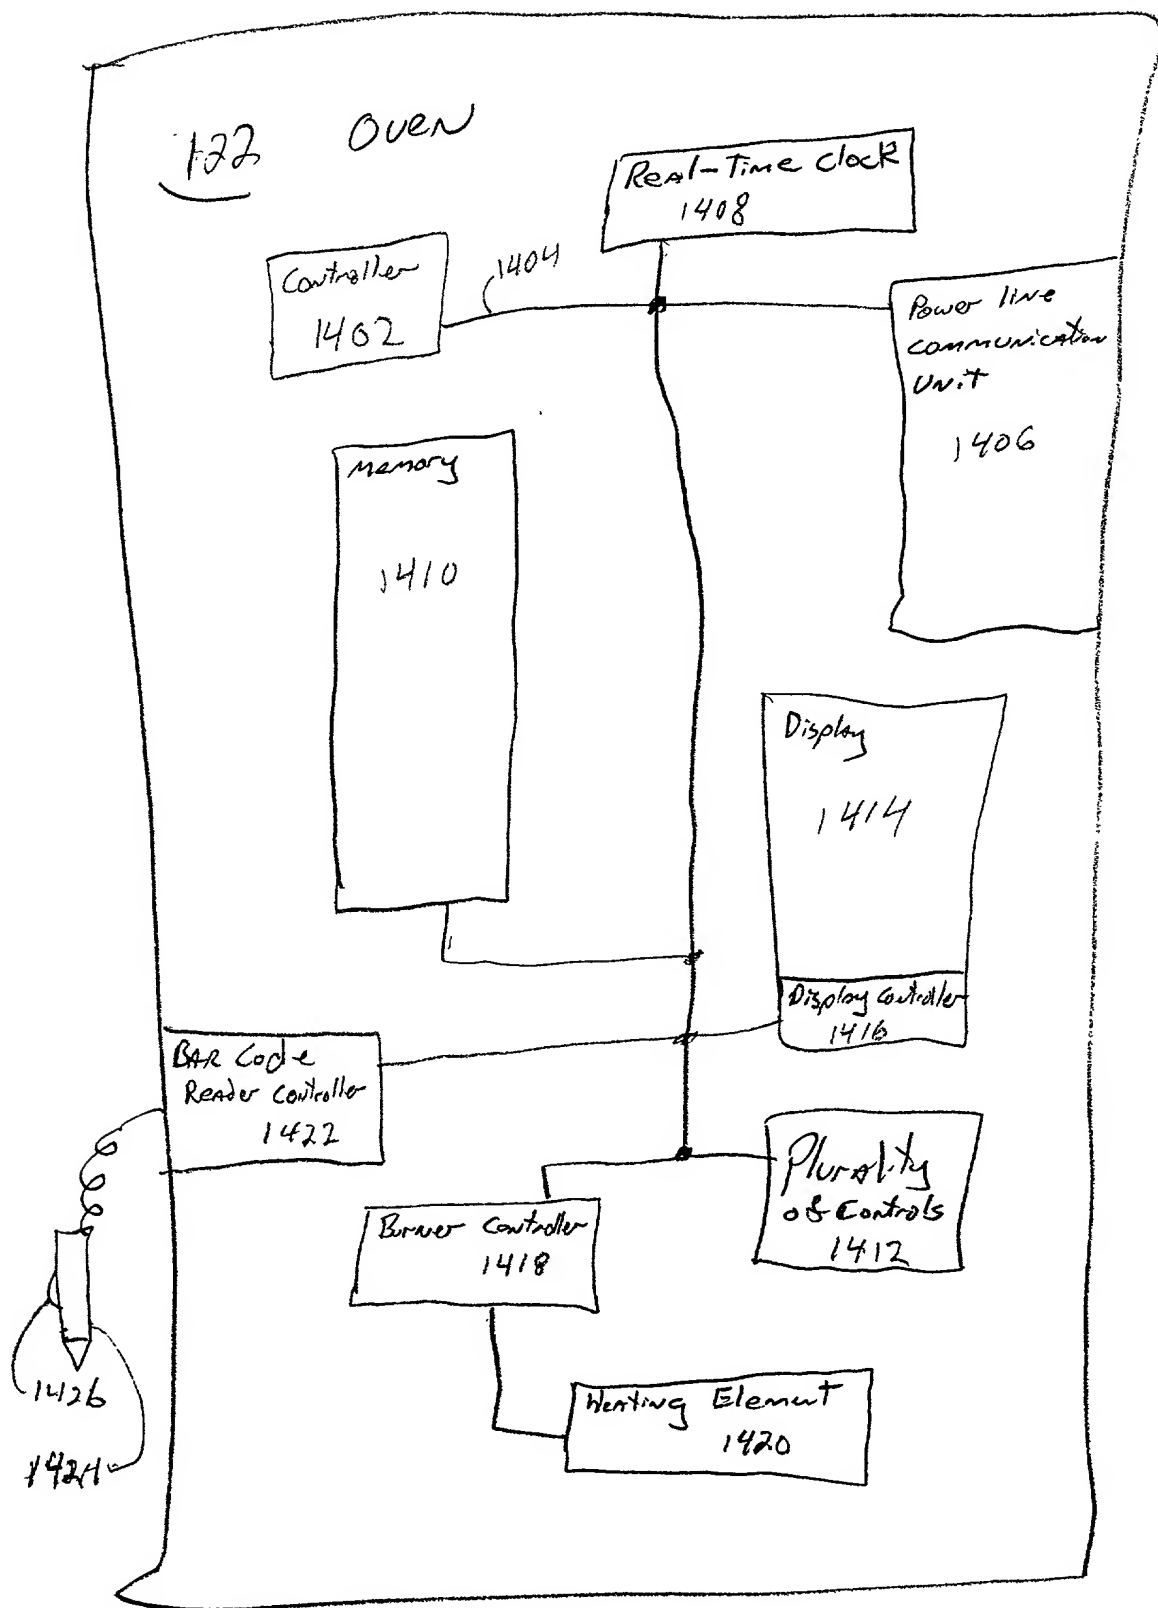 122 Oven
Real-Time Clock
1408
Controller
1402
1404
Power line
communication
Unit
1406
Memory
1410
Display
1414
Display Controller
1416
BAR Code
Reader Controller
1422
Plurality
of Controls
1412
Burner Controller
1418
1426
1424
Heating Element
1420